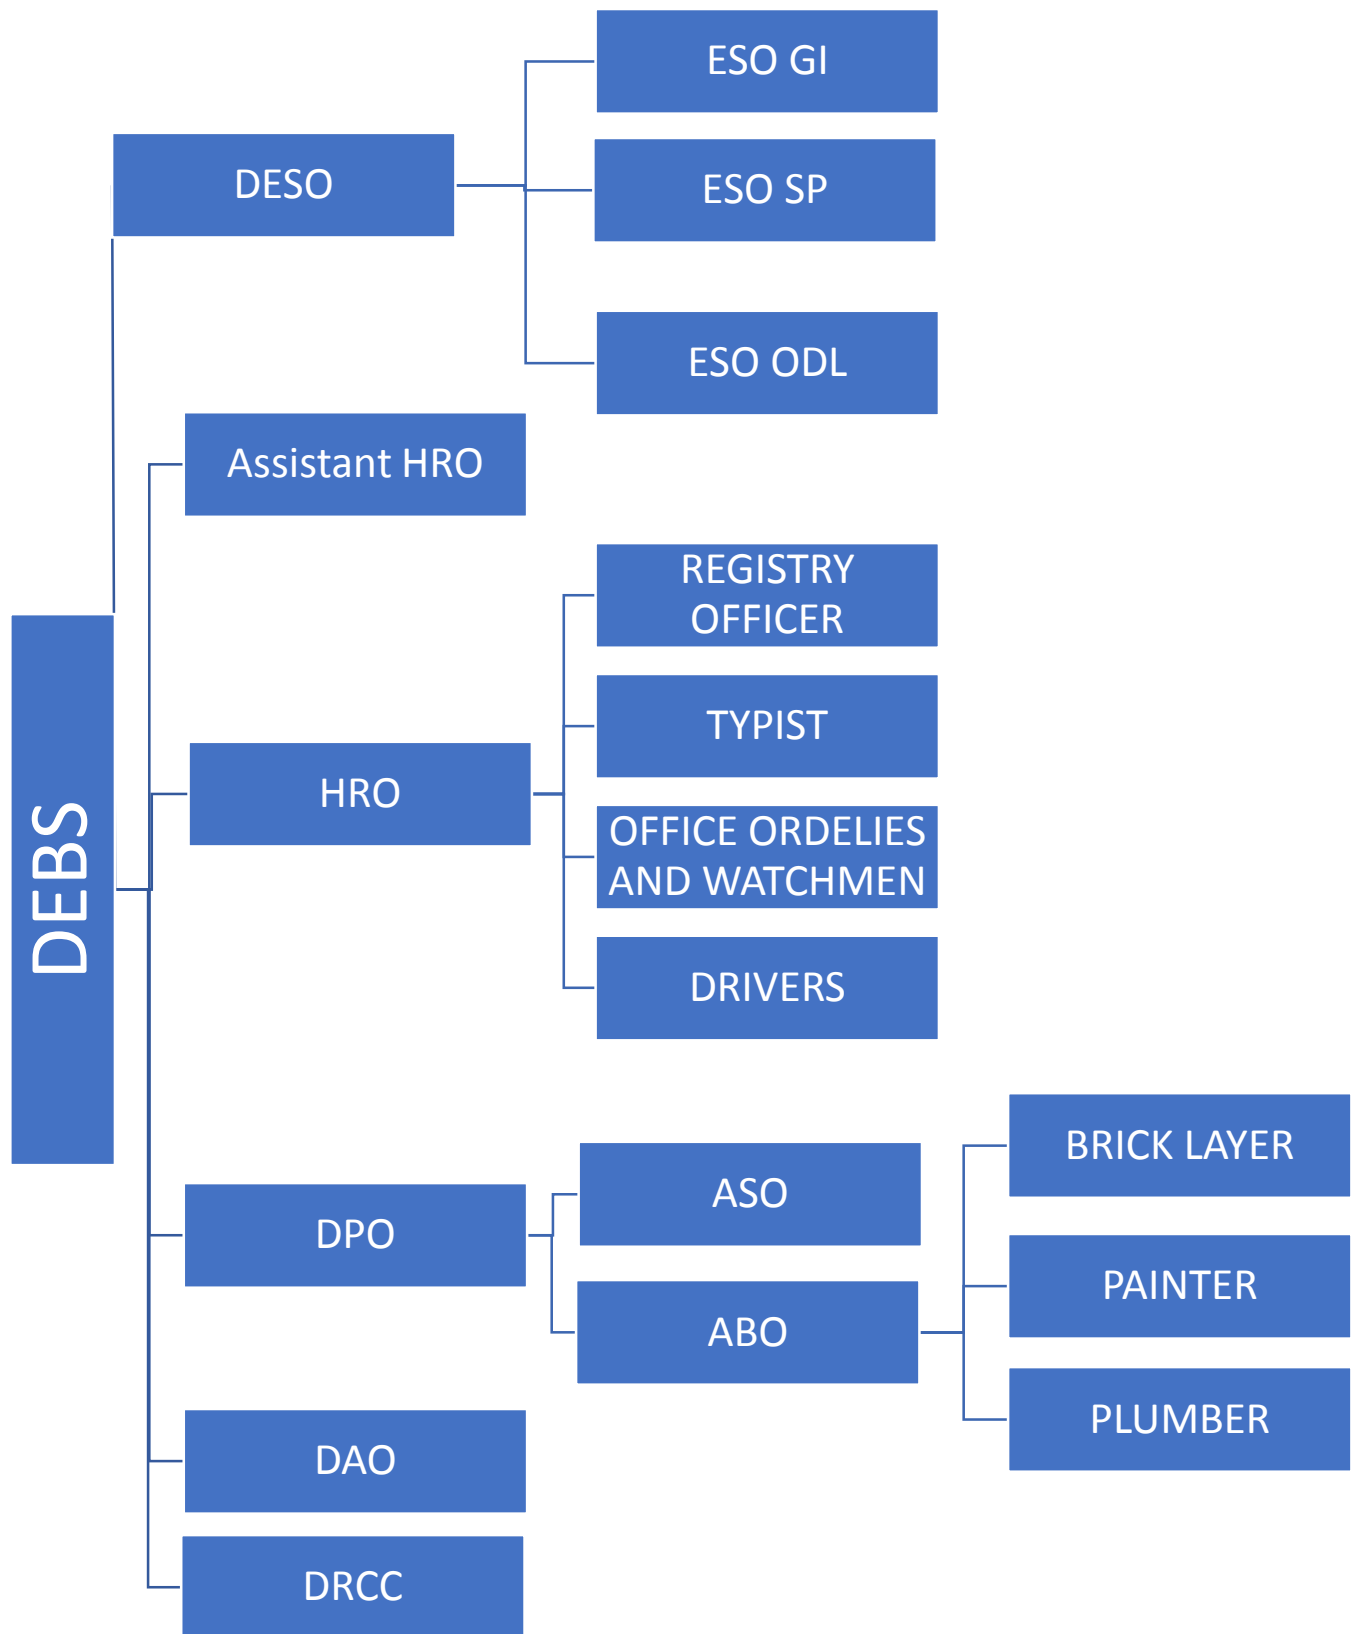 ESO GI
DESO
ESO SP
ESO ODL
Assistant HRO
REGISTRY
OFFICER
TYPIST
HRO
OFFICE ORDELIES
AND WATCHMEN
DEBS
DRIVERS
BRICK LAYER
ASO
DPO
PAINTER
ABO
PLUMBER
DAO
DRCC